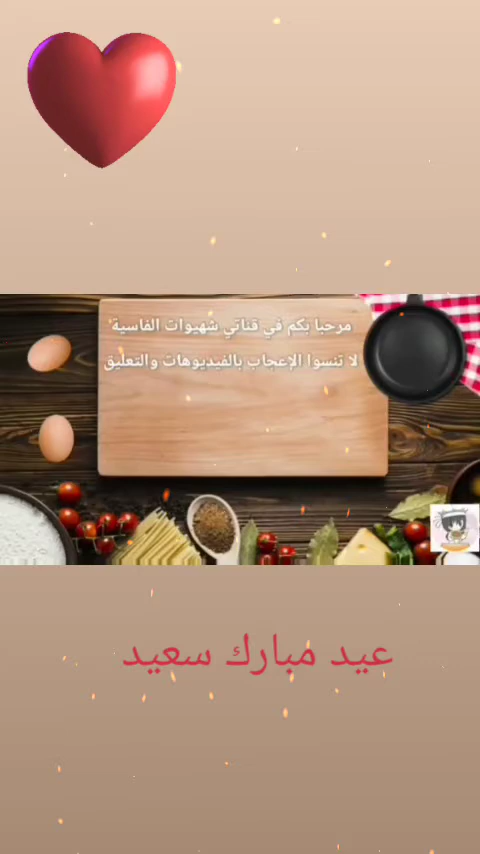 مرحبا بكم في قناتي شهيوات الفاسية
لا تنسوا الإعجاب بالفيديوهات والتعليق
عيد مبارك سعيد